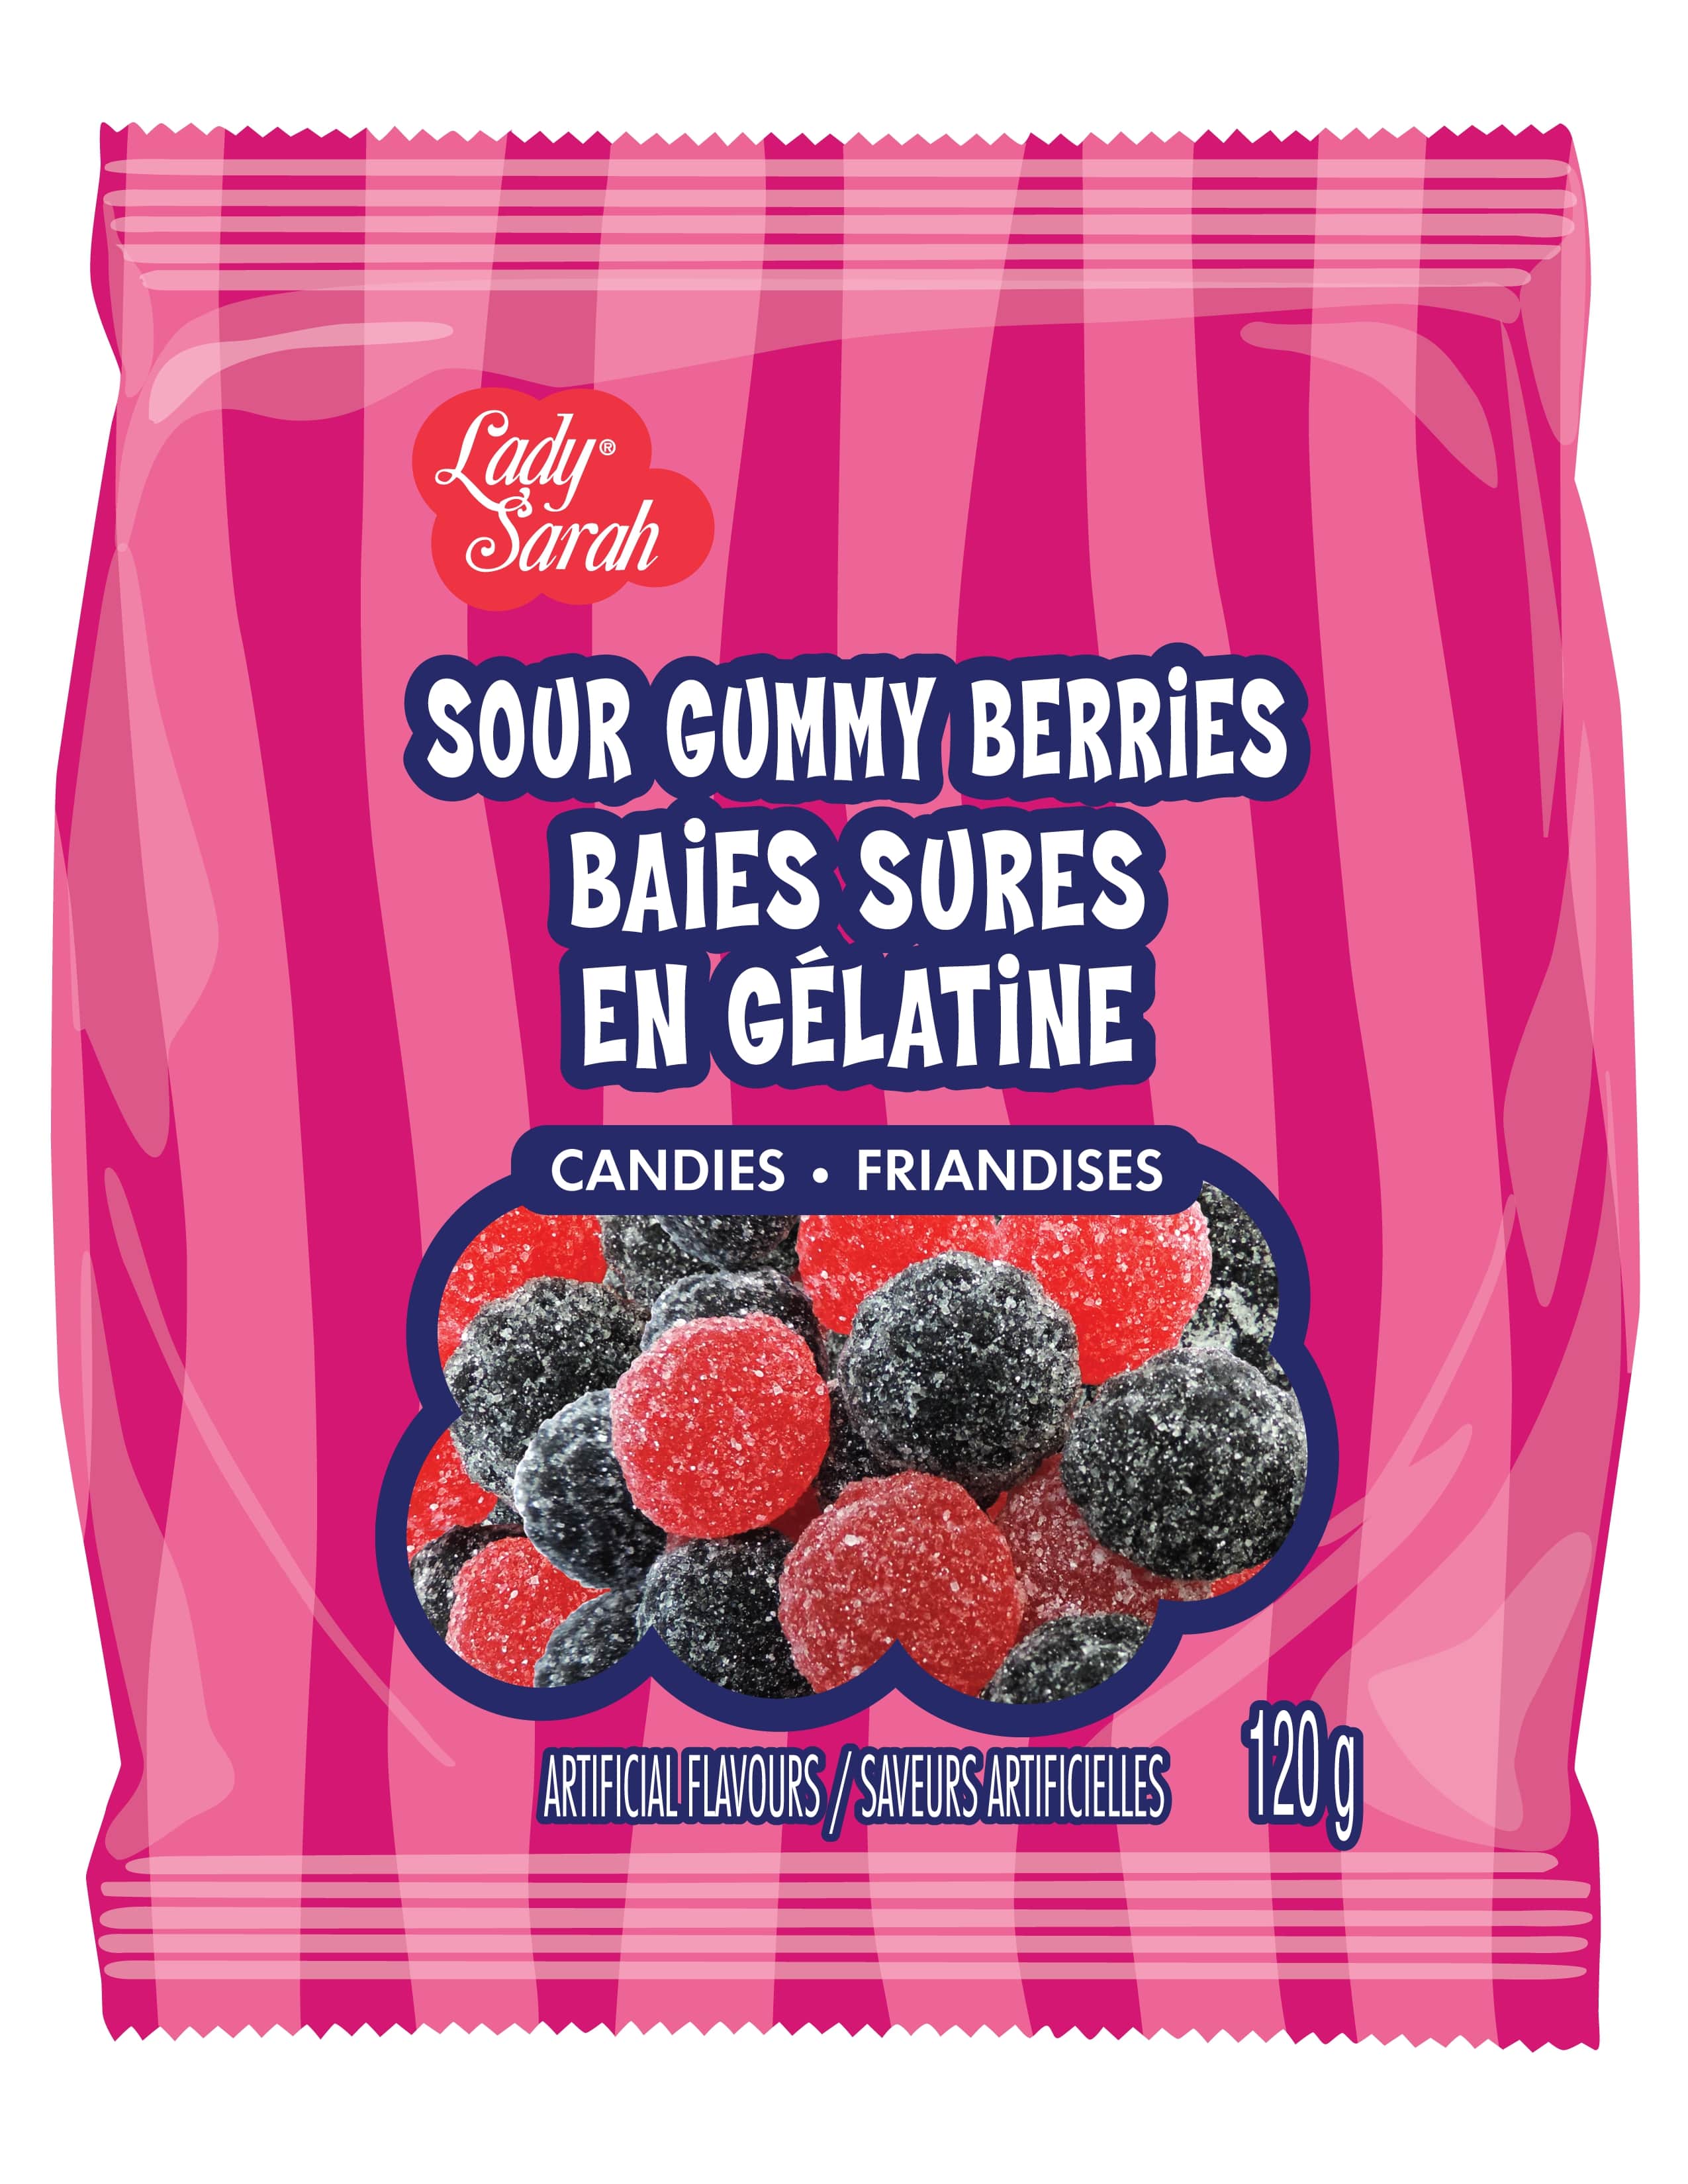 Lady®
Sarah
SOUR GUMMY BERRiES
BAiES SURES
EN GÉLATiNE
CANDIES • FRIANDISES
ARTIFICIAL FLAVOURS / SAVEURS ARTIFICIELLES
120 g